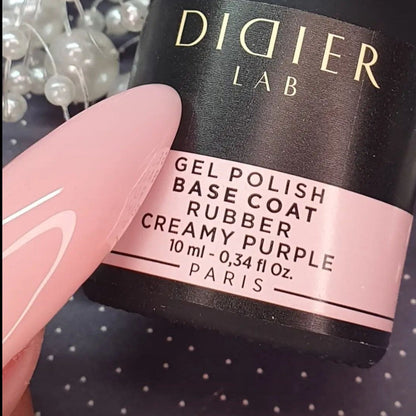 DIDIER
LAB
GEL POLISH
BASE COAT
RUBBER
CREAMY PURPLE
10 ml - 0,34 fl Oz.
PARIS